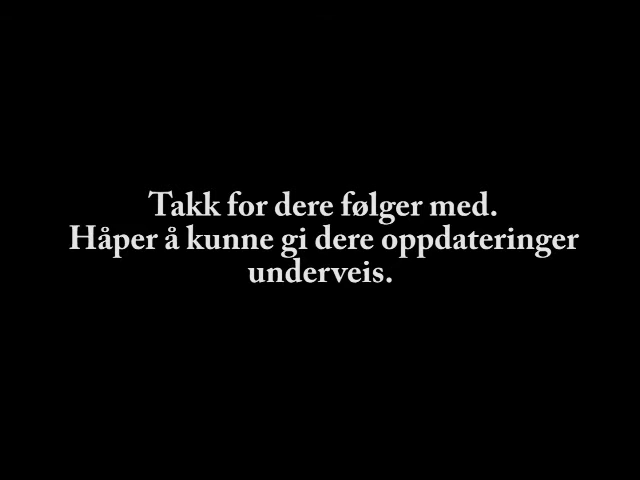 Takk for dere følger med.
Håper å kunne gi dere oppdateringer
underveis.